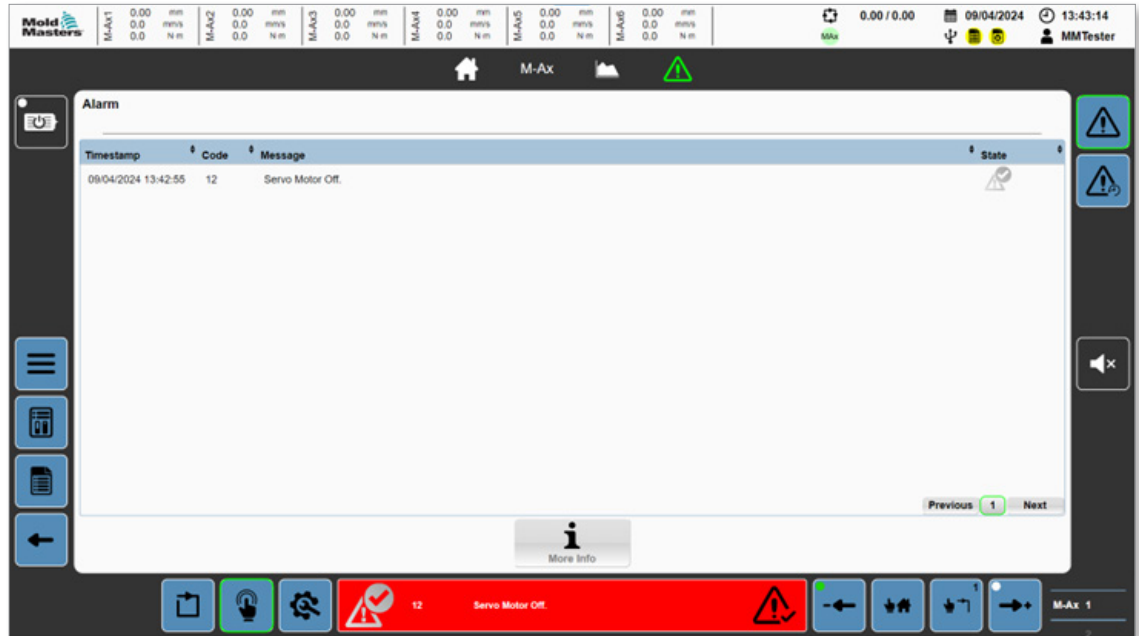 Mold Masters
M-Ax1 0.00 mm 0.0 mm/s 0.0 N·m
M-Ax2 0.00 mm 0.0 mm/s 0.0 N·m
M-Ax3 0.00 mm 0.0 mm/s 0.0 N·m
M-Ax4 0.00 mm 0.0 mm/s 0.0 N·m
M-Ax5 0.00 mm 0.0 mm/s 0.0 N·m
M-Ax6 0.00 mm 0.0 mm/s 0.0 N·m
0.00 / 0.00 09/04/2024 13:43:14
MAx MMTester
M-Ax
Alarm
Timestamp Code Message State
09/04/2024 13:42:55 12 Servo Motor Off.
Previous 1 Next
More Info
12 Servo Motor Off.
1
M-Ax 1